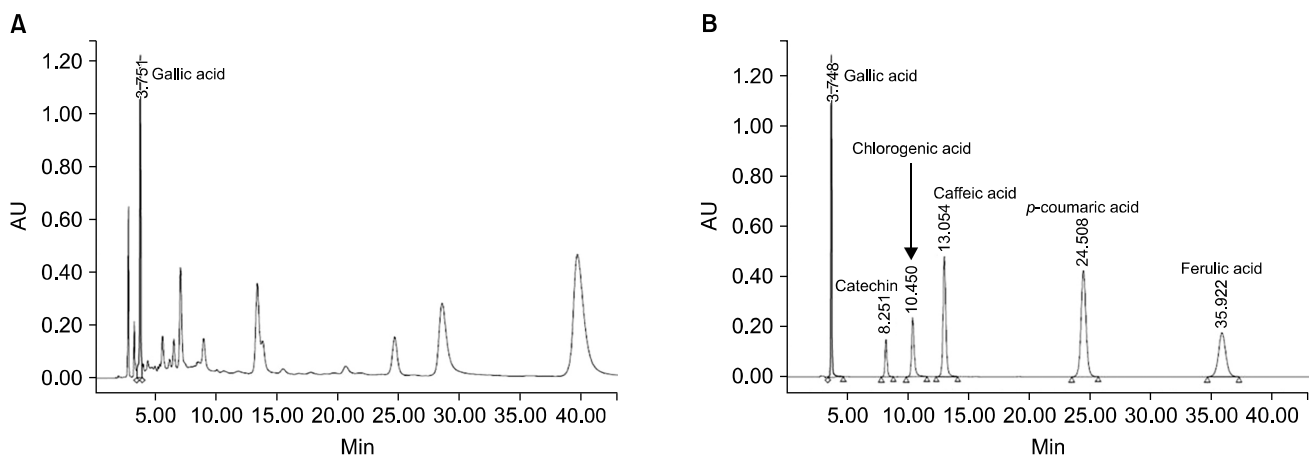 A
1.20
1.00
0.80
0.60
0.40
0.20
0.00
AU
3.751
Gallic acid
5.00 10.00 15.00 20.00 25.00 30.00 35.00 40.00
Min
B
1.20
1.00
0.80
0.60
0.40
0.20
0.00
AU
3.748
Gallic acid
Catechin
8.251
Chlorogenic acid
10.450
Caffeic acid
13.054
p-coumaric acid
24.508
Ferulic acid
35.922
5.00 10.00 15.00 20.00 25.00 30.00 35.00 40.00
Min